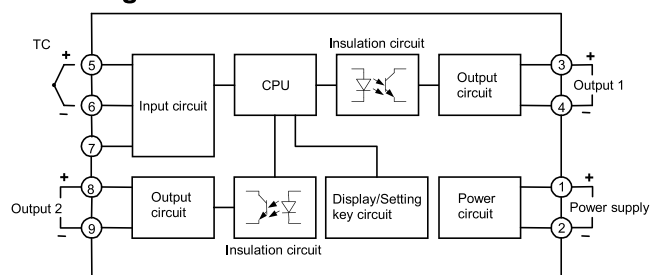 Insulation circuit
TC
+
5
6
−
7
Input circuit
CPU
Output
circuit
3
+
4
−
Output 1
+
8
Output 2
9
−
Output
circuit
Insulation circuit
Display/Setting
key circuit
Power
circuit
1
+
Power supply
2
−